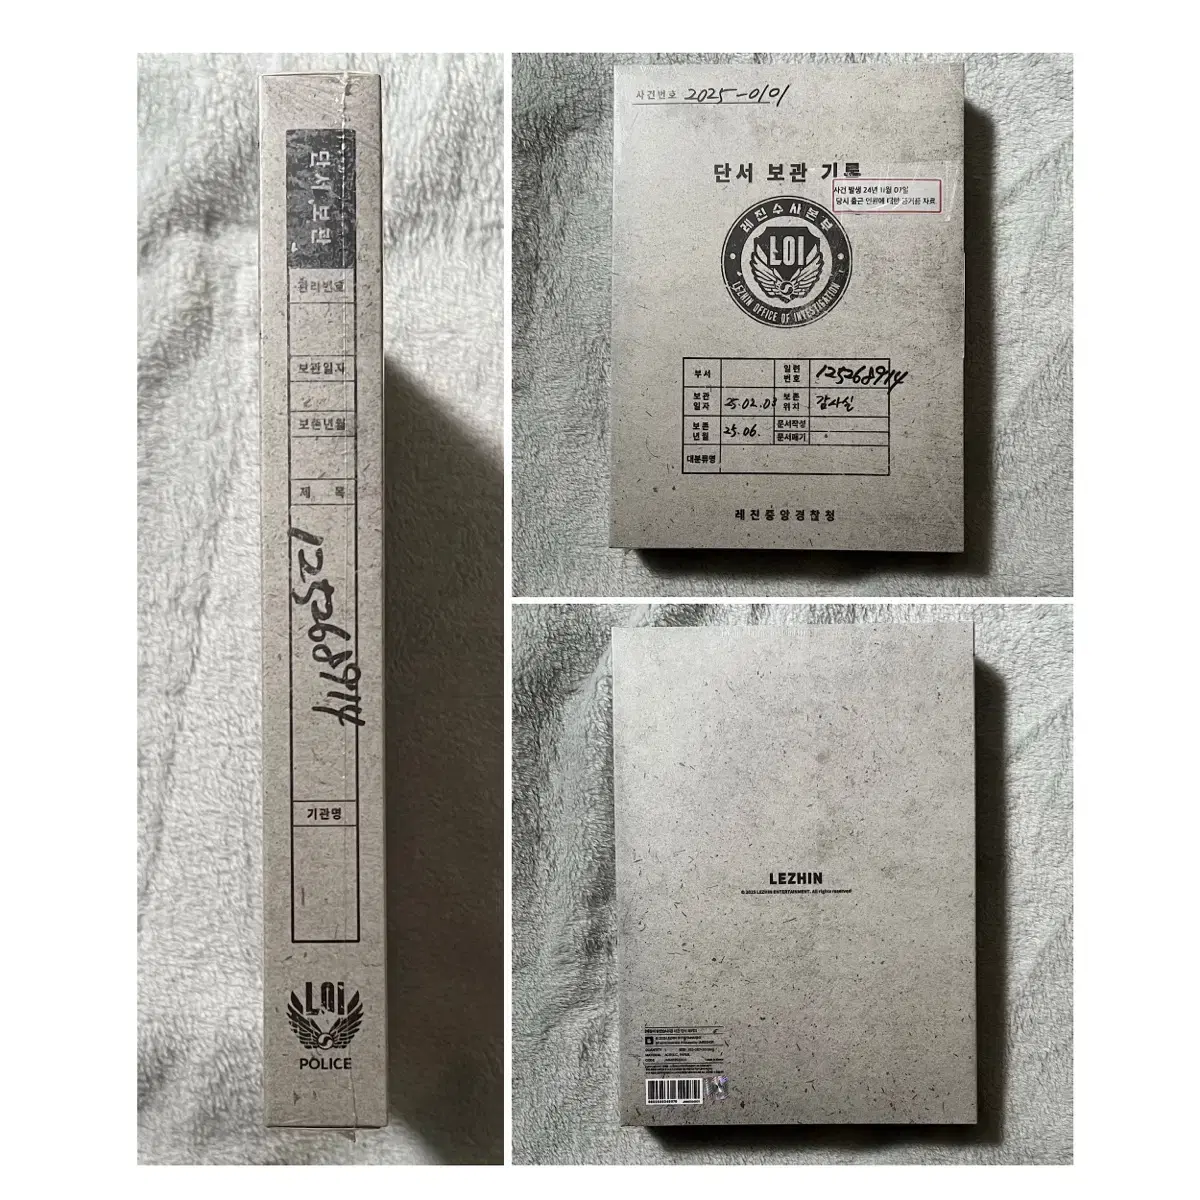 단서 보관
관리번호
보관일자
보존년월
제 목
125268914
기관명
LOI
POLICE
사건번호 2025-0101
단서 보관 기록
사건 발생 24년 11월 07일
당시 출근 인원에 대한 증거품 자료
레진수사본부
LOI
LEZHIN OFFICE OF INVESTIGATION
부서 일련번호 125268914
보관일자 25.02.03 보존위치 감사실
보존년월 25.06. 문서작성
문서폐기
대분류명
레진중앙경찰청
LEZHIN
© 2025 LEZHIN ENTERTAINMENT. All rights reserved